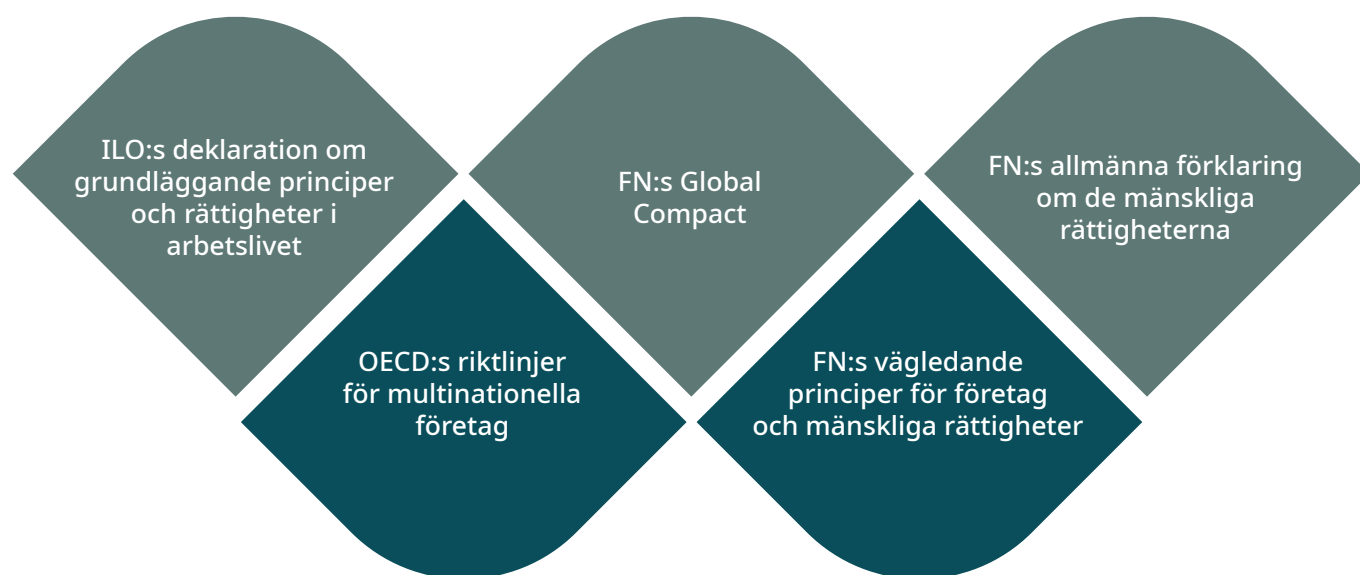 ILO:s deklaration om
grundläggande principer
och rättigheter i
arbetslivet
FN:s Global
Compact
FN:s allmänna förklaring
om de mänskliga
rättigheterna
OECD:s riktlinjer
för multinationella
företag
FN:s vägledande
principer för företag
och mänskliga rättigheter